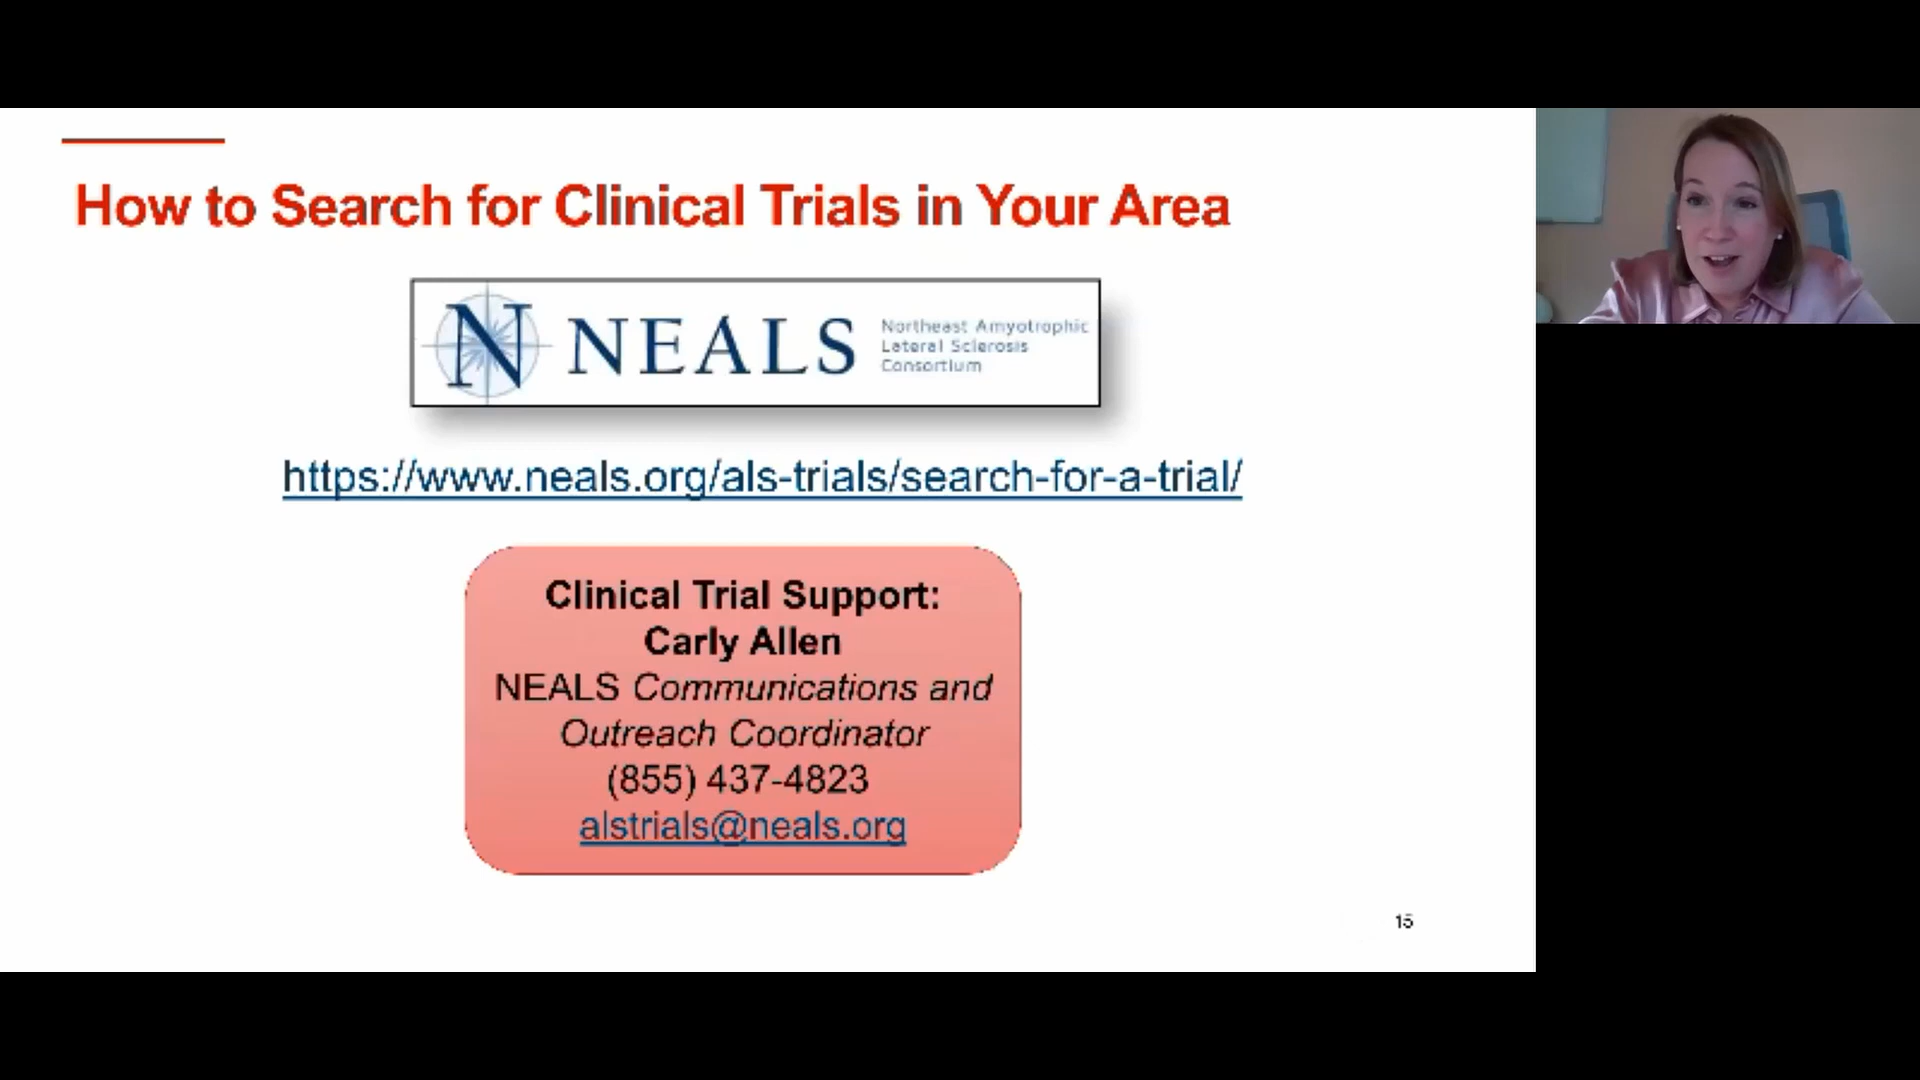 How to Search for Clinical Trials in Your Area
N NEALS
Northeast Amyotrophic
Lateral Sclerosis
Consortium
https://www.neals.org/als-trials/search-for-a-trial/
Clinical Trial Support:
Carly Allen
NEALS Communications and
Outreach Coordinator
(855) 437-4823
alstrials@neals.org
15